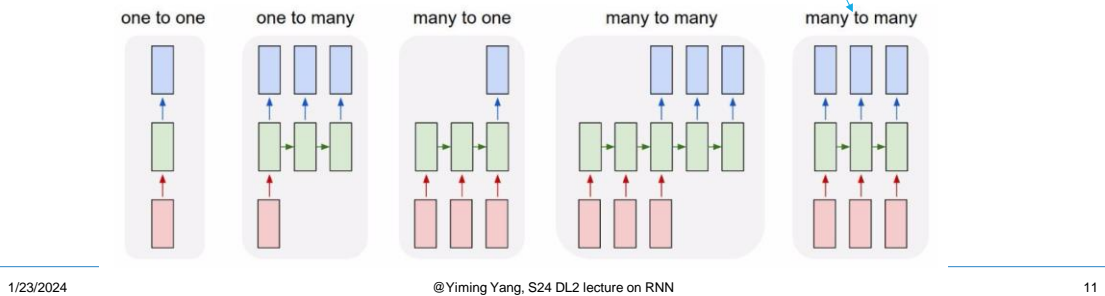 one to one one to many many to one many to many many to many
1/23/2024 @Yiming Yang, S24 DL2 lecture on RNN 11